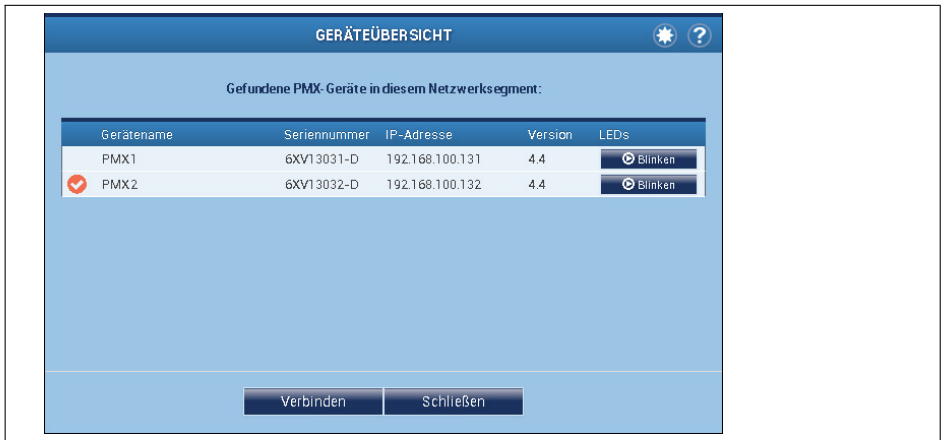 GERÄTEÜBERSICHT ?
Gefundene PMX-Geräte in diesem Netzwerksegment:
Gerätename Seriennummer IP-Adresse Version LEDs
PMX1 6XV13031-D 192.168.100.131 4.4 Blinken
PMX2 6XV13032-D 192.168.100.132 4.4 Blinken
Verbinden Schließen